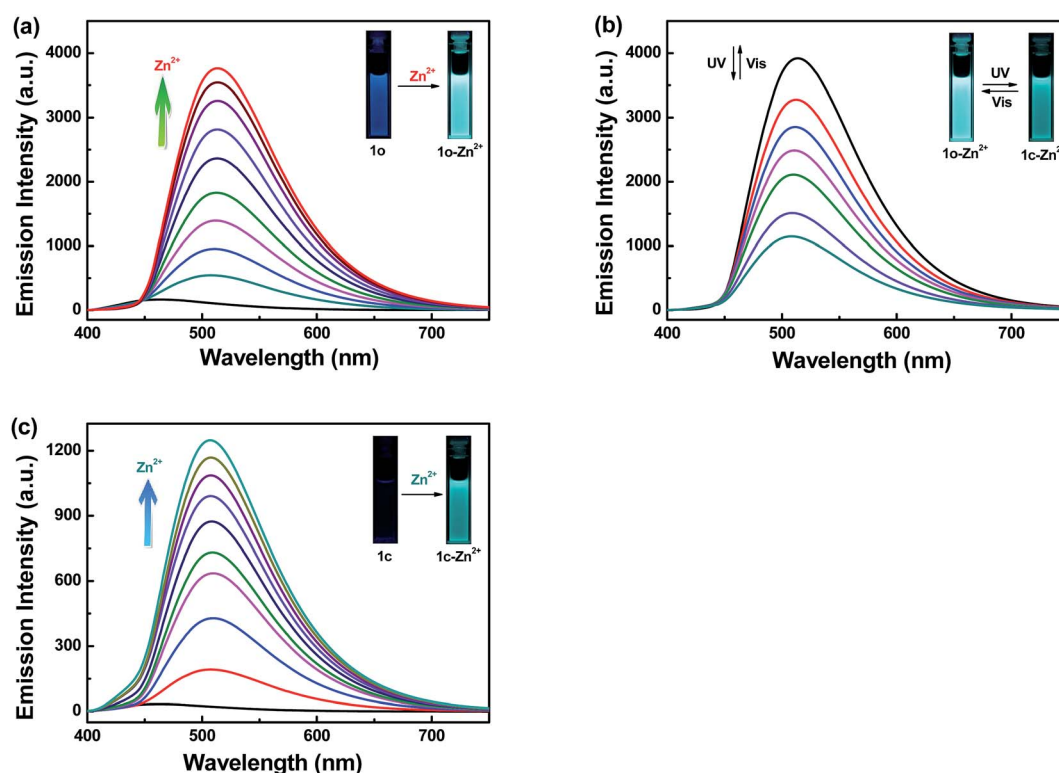 (a)
Emission Intensity (a.u.)
4000
3000
2000
1000
0
Zn²⁺
Zn²⁺
1o
1o-Zn²⁺
400 500 600 700
Wavelength (nm)
(b)
Emission Intensity (a.u.)
4000
3000
2000
1000
0
UV Vis
UV
Vis
1o-Zn²⁺
1c-Zn²
400 500 600 700
Wavelength (nm)
(c)
Emission Intensity (a.u.)
1200
900
600
300
0
Zn²⁺
Zn²⁺
1c
1c-Zn²⁺
400 500 600 700
Wavelength (nm)